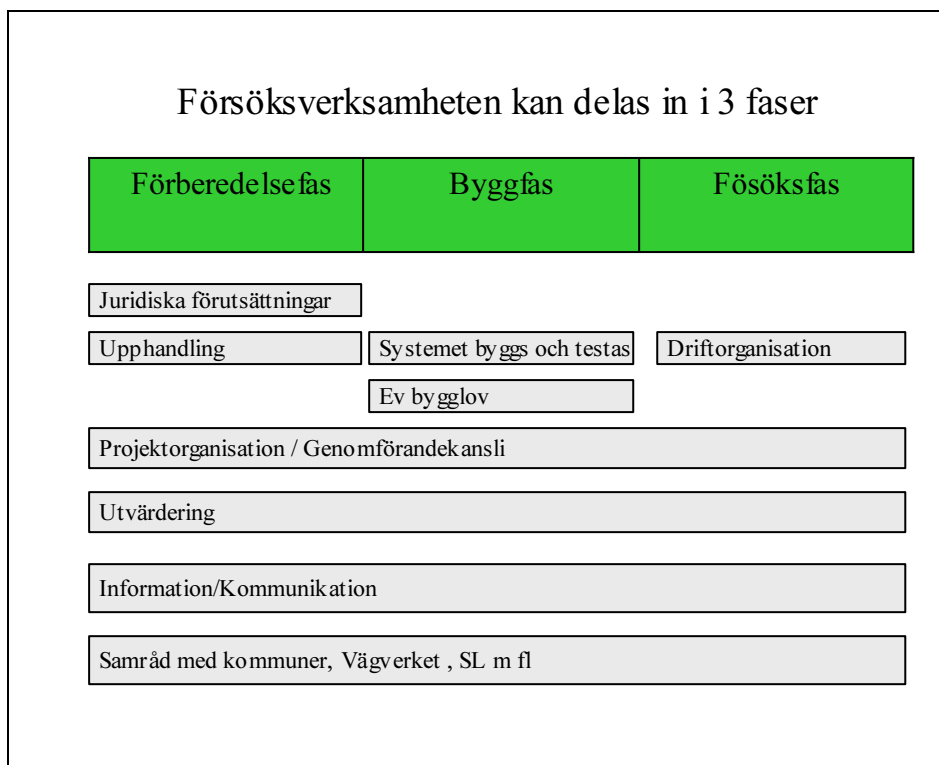 Försöksverksamheten kan delas in i 3 faser
Förberedelsefas Byggfas Fösöksfas
Juridiska förutsättningar
Upphandling Systemet byggs och testas Driftorganisation
Ev bygglov
Projektorganisation / Genomförandekansli
Utvärdering
Information/Kommunikation
Samråd med kommuner, Vägverket , SL m fl